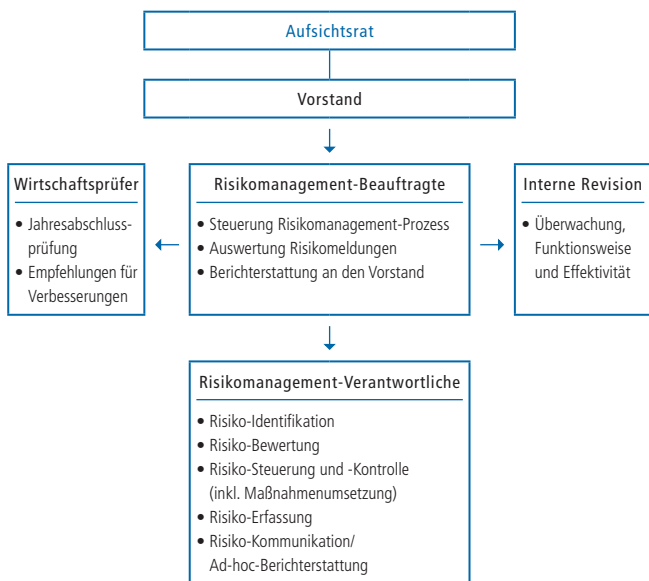 Aufsichtsrat
Vorstand
Wirtschaftsprüfer
• Jahresabschluss-
prüfung
• Empfehlungen für
Verbesserungen
Risikomanagement-Beauftragte
• Steuerung Risikomanagement-Prozess
• Auswertung Risikomeldungen
• Berichterstattung an den Vorstand
Interne Revision
• Überwachung,
Funktionsweise
und Effektivität
Risikomanagement-Verantwortliche
• Risiko-Identifikation
• Risiko-Bewertung
• Risiko-Steuerung und -Kontrolle
(inkl. Maßnahmenumsetzung)
• Risiko-Erfassung
• Risiko-Kommunikation/
Ad-hoc-Berichterstattung